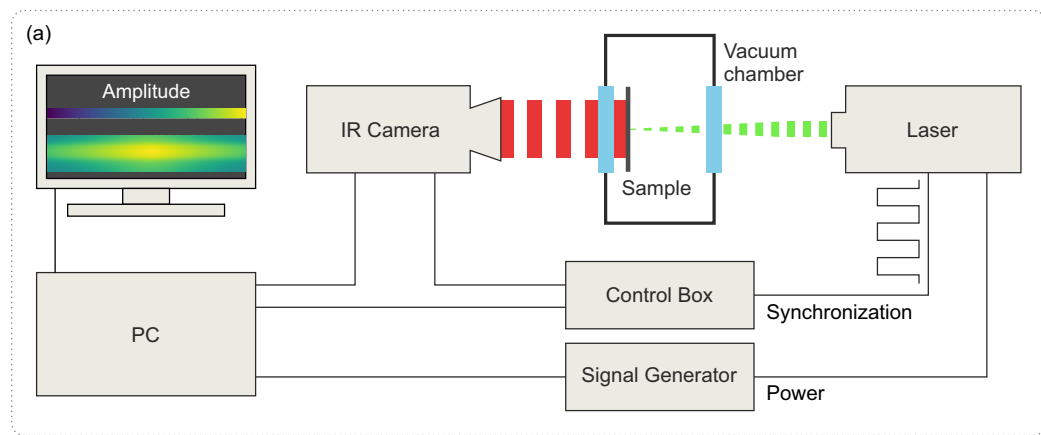 (a)
Amplitude
IR Camera
Vacuum
chamber
Laser
Sample
PC
Control Box
Synchronization
Signal Generator
Power